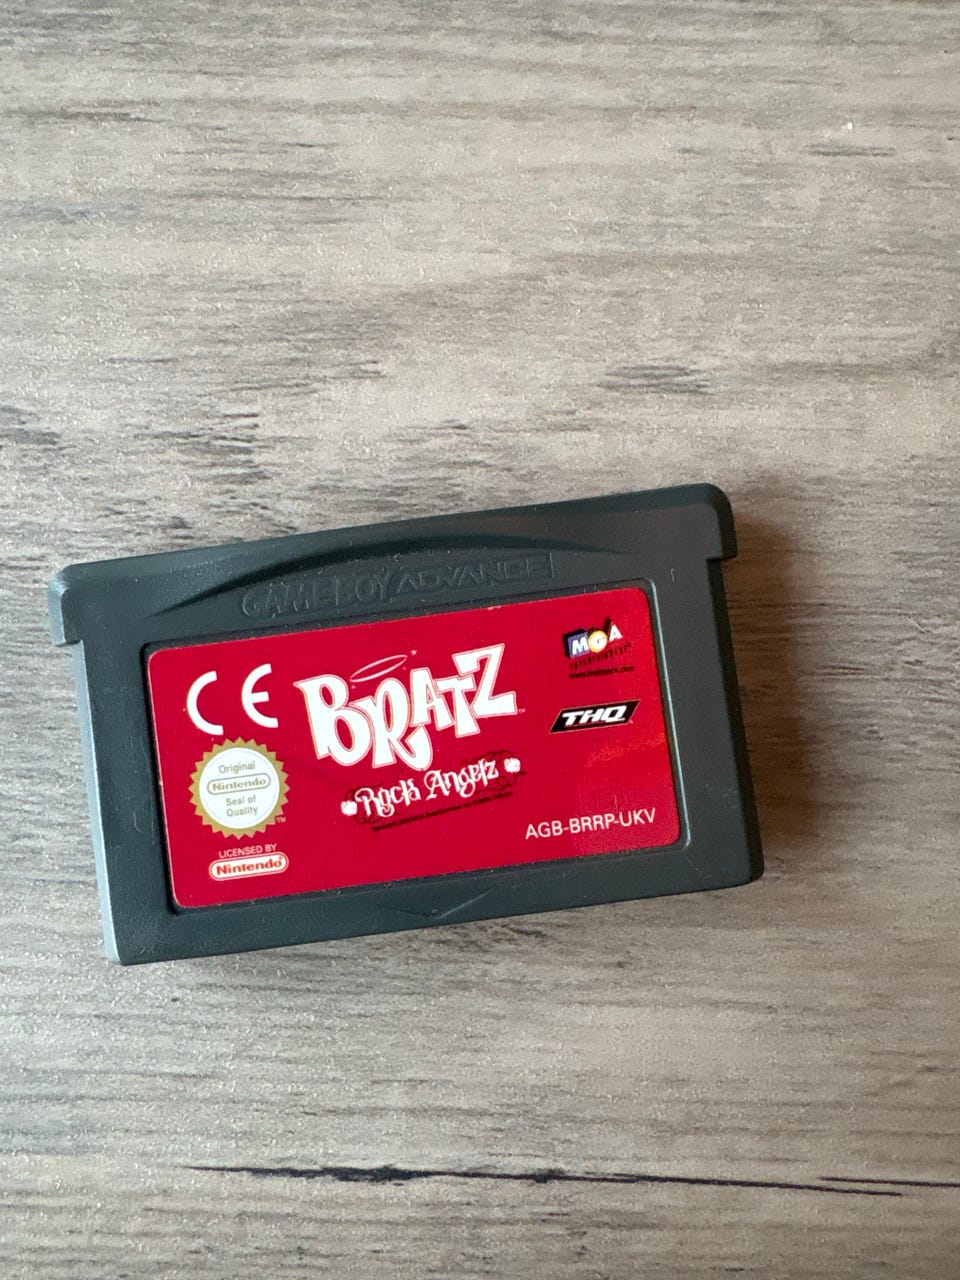 GAME BOY ADVANCE
CE
BRATZ
Rock Angelz
Original
Nintendo
Seal of
Quality
TM
LICENSED BY
Nintendo
MGA
ENTERTAINMENT
THQ
AGB-BRRP-UKV